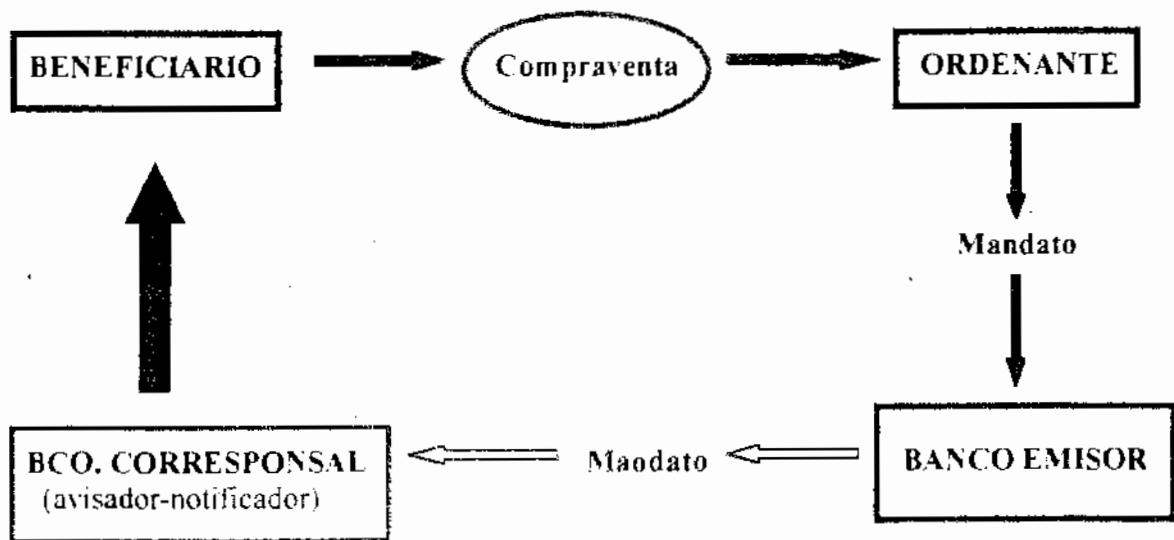 BENEFICIARIO
Compraventa
ORDENANTE
Mandato
BCO. CORRESPONSAL
(avisador-notificador)
Maodato
BANCO EMISOR